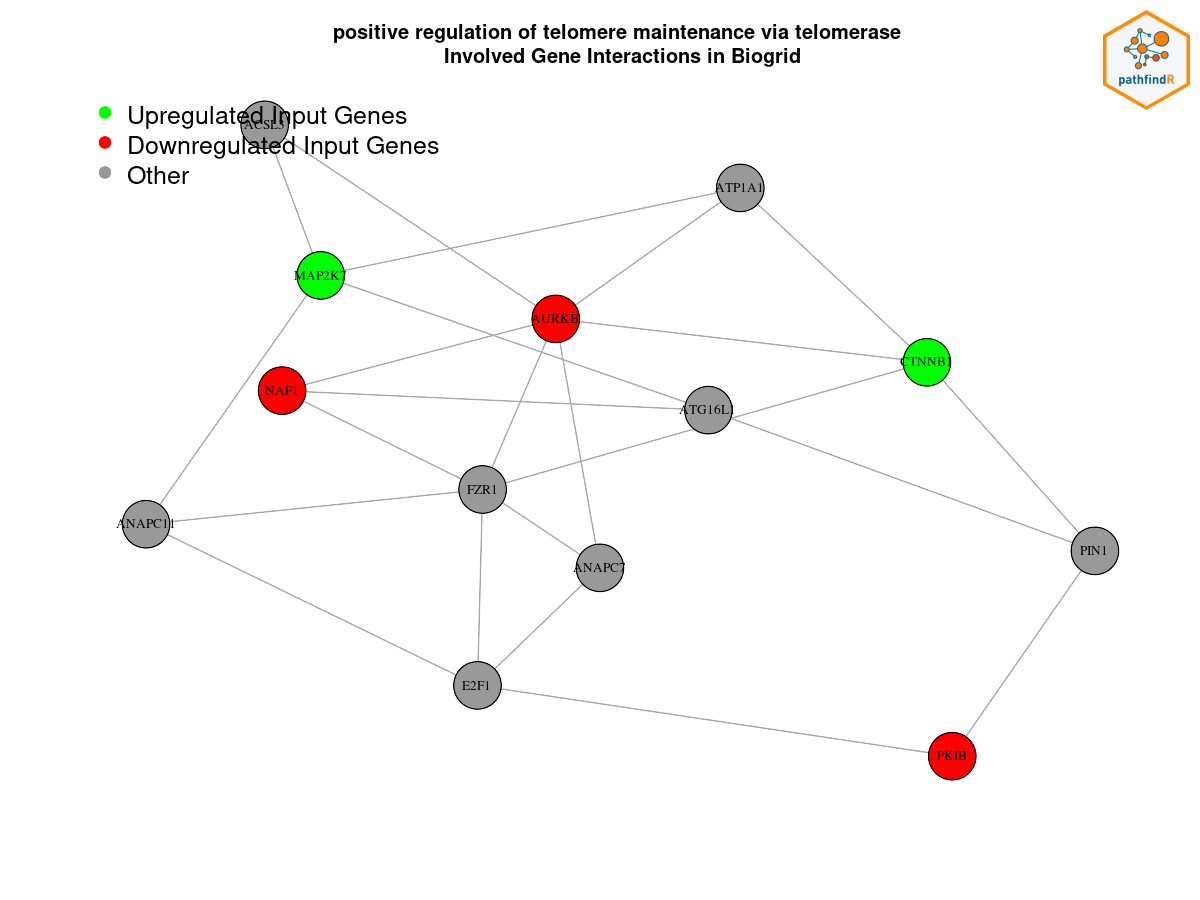 positive regulation of telomere maintenance via telomerase
Involved Gene Interactions in Biogrid
pathfindR
Upregulated Input Genes
ACSL3
Downregulated Input Genes
Other
ATP1A1
MAP2K7
AURKB
CTNNB1
NAF1
ATG16L1
FZR1
ANAPC11
PIN1
ANAPC7
E2F1
PKIB